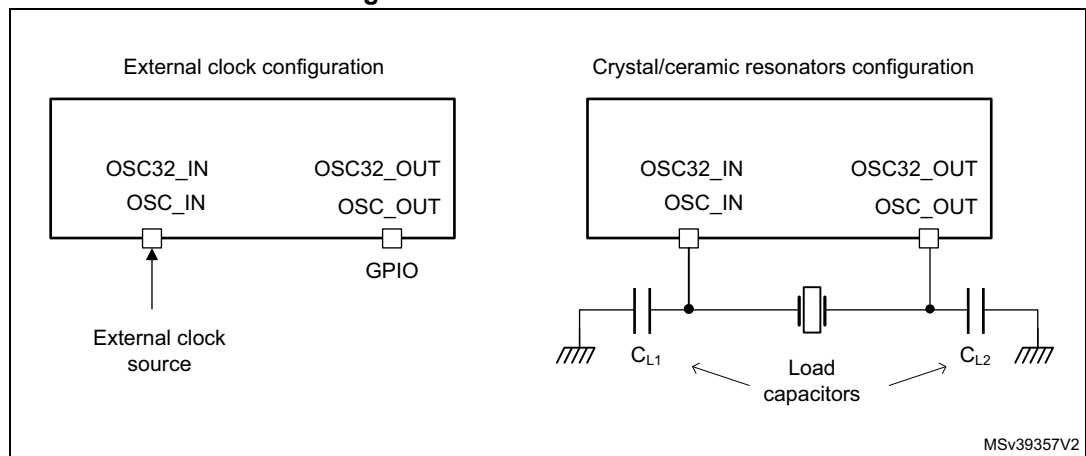 External clock configuration
OSC32_IN OSC32_OUT
OSC_IN OSC_OUT
GPIO
External clock
source
Crystal/ceramic resonators configuration
OSC32_IN OSC32_OUT
OSC_IN OSC_OUT
CL1 CL2
Load
capacitors
MSv39357V2